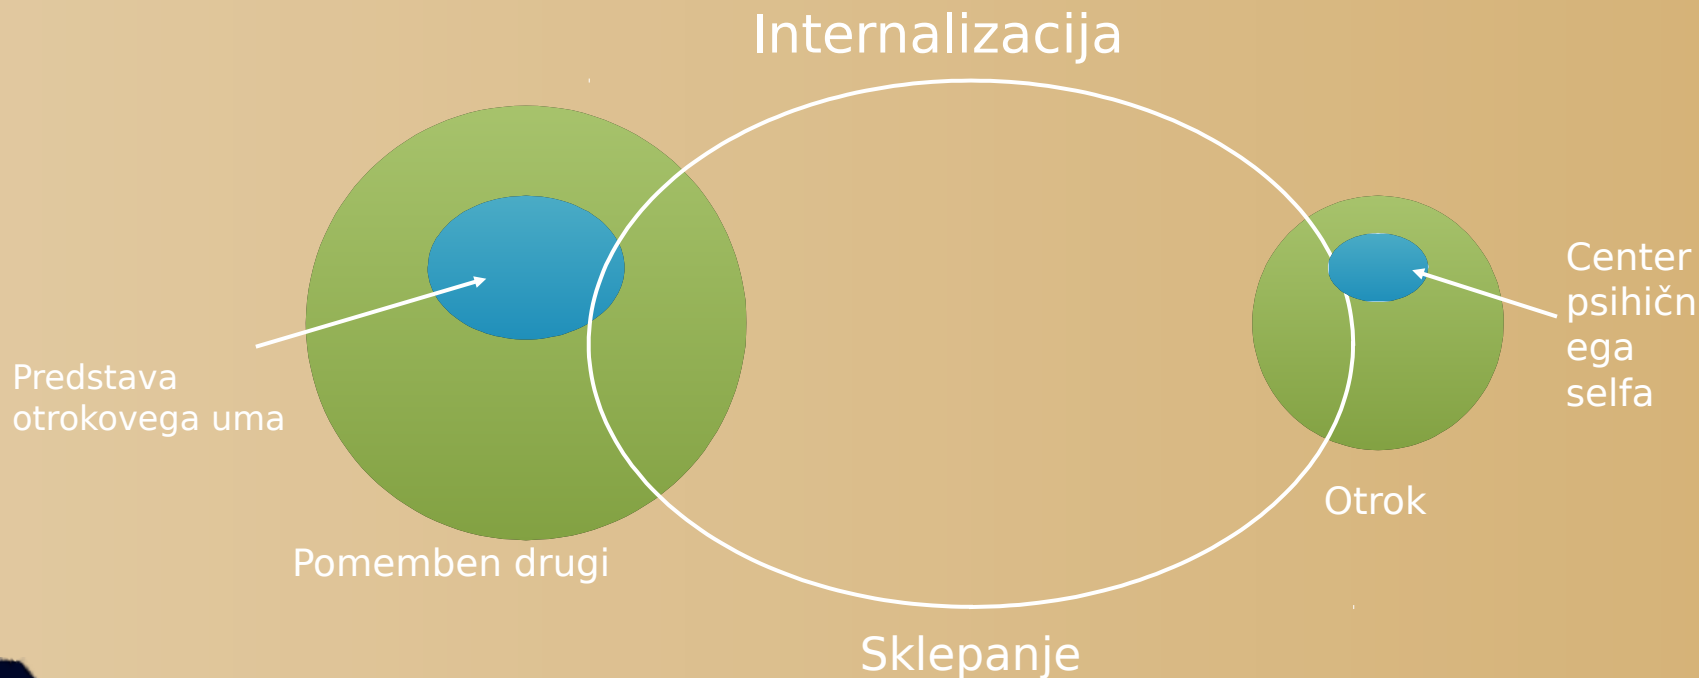 Internalizacija
Predstava
otrokovega uma
Pomemben drugi
Center
psihičn
ega
selfa
Otrok
Sklepanje